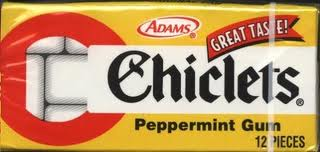 ADAMS
GREAT TASTE!
Chiclets®
Peppermint Gum
12 PIECES